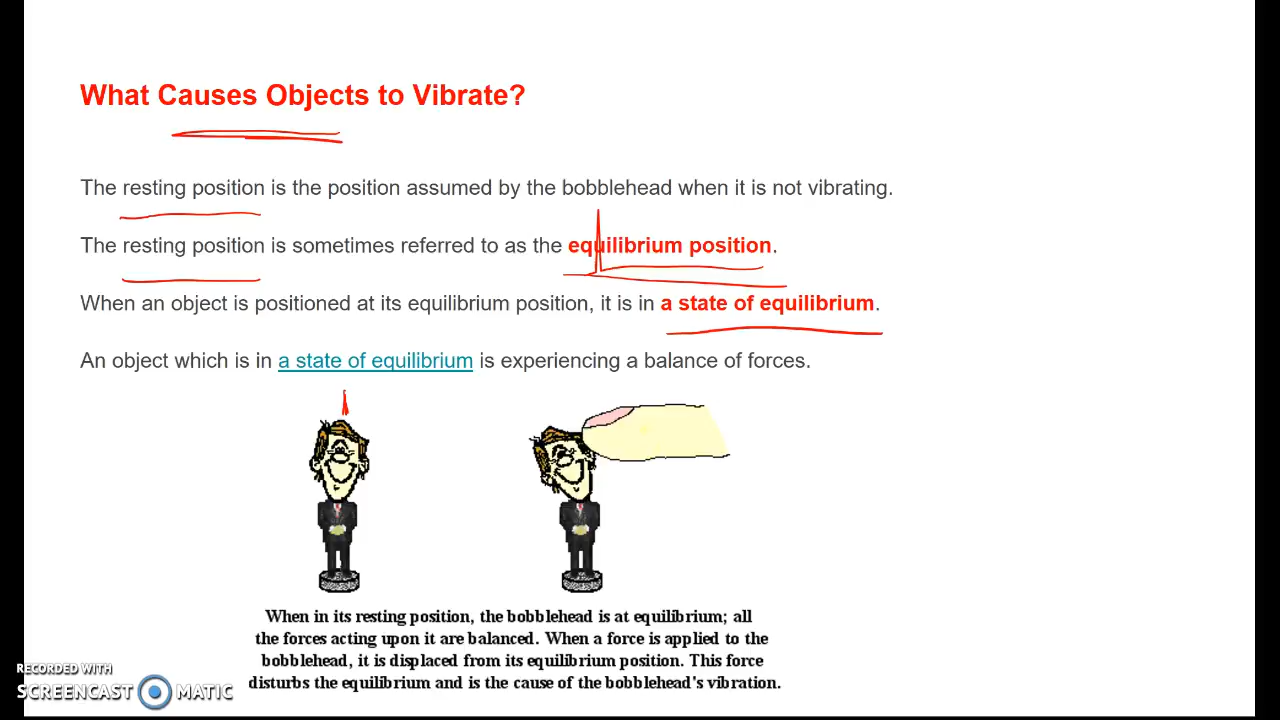 What Causes Objects to Vibrate?
The resting position is the position assumed by the bobblehead when it is not vibrating.
The resting position is sometimes referred to as the equilibrium position.
When an object is positioned at its equilibrium position, it is in a state of equilibrium.
An object which is in a state of equilibrium is experiencing a balance of forces.
When in its resting position, the bobblehead is at equilibrium; all
the forces acting upon it are balanced. When a force is applied to the
bobblehead, it is displaced from its equilibrium position. This force
disturbs the equilibrium and is the cause of the bobblehead's vibration.
RECORDED WITH
SCREENCAST MATIC